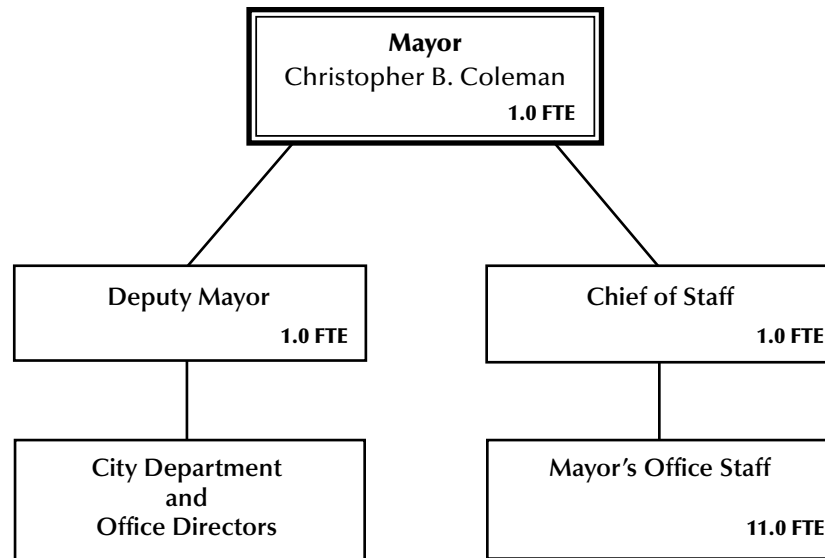 Mayor
Christopher B. Coleman
1.0 FTE
Deputy Mayor
1.0 FTE
Chief of Staff
1.0 FTE
City Department
and
Office Directors
Mayor’s Office Staff
11.0 FTE